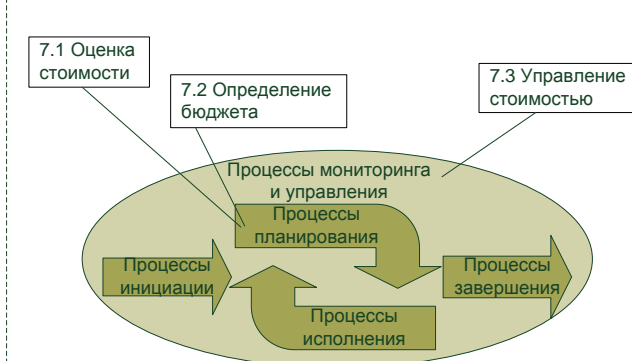 7.1 Оценка
стоимости
7.2 Определение
бюджета
7.3 Управление
стоимостью
Процессы мониторинга
и управления
Процессы
планирования
Процессы
инициации
Процессы
завершения
Процессы
исполнения